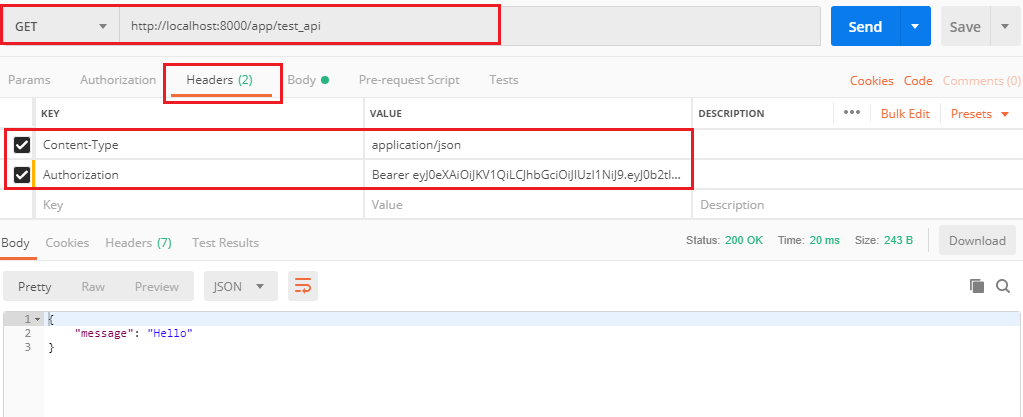 GET http://localhost:8000/app/test_api Send Save
Params Authorization Headers (2) Body Pre-request Script Tests Cookies Code Comments (0)
KEY VALUE DESCRIPTION ••• Bulk Edit Presets
Content-Type application/json
Authorization Bearer eyJ0eXAiOiJKV1QiLCJhbGciOiJIUzI1NiJ9.eyJ0b2tl...
Key Value Description
Body Cookies Headers (7) Test Results Status: 200 OK Time: 20 ms Size: 243 B Download
Pretty Raw Preview JSON
1 {
2 "message": "Hello"
3 }